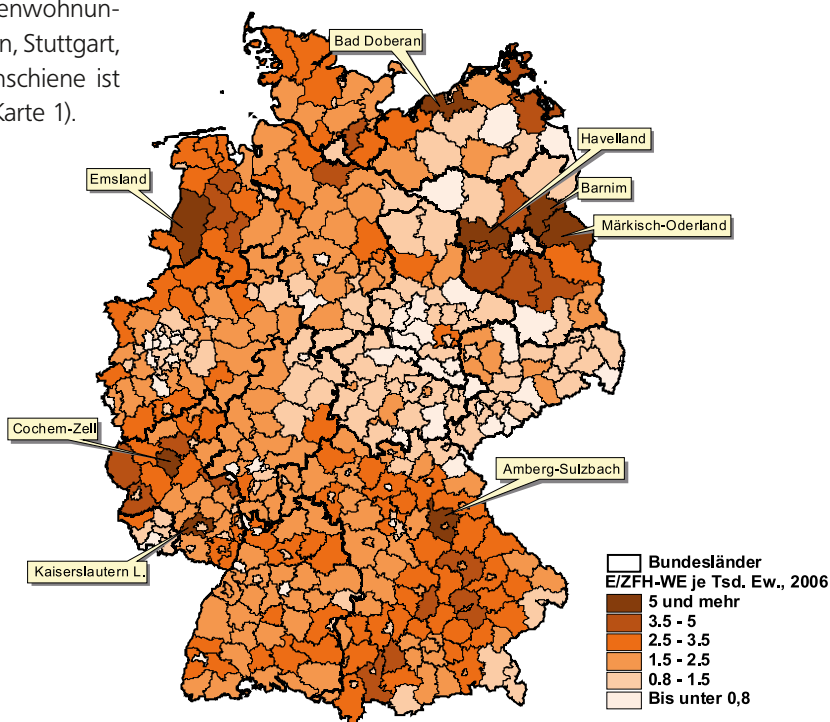 enwohnun-
n, Stuttgart,
nschiene ist
Karte 1).
Bad Doberan
Havelland
Emsland
Barnim
Märkisch-Oderland
Cochem-Zell
Amberg-Sulzbach
Kaiserslautern L.
Bundesländer
E/ZFH-WE je Tsd. Ew., 2006
5 und mehr
3.5 - 5
2.5 - 3.5
1.5 - 2.5
0.8 - 1.5
Bis unter 0,8